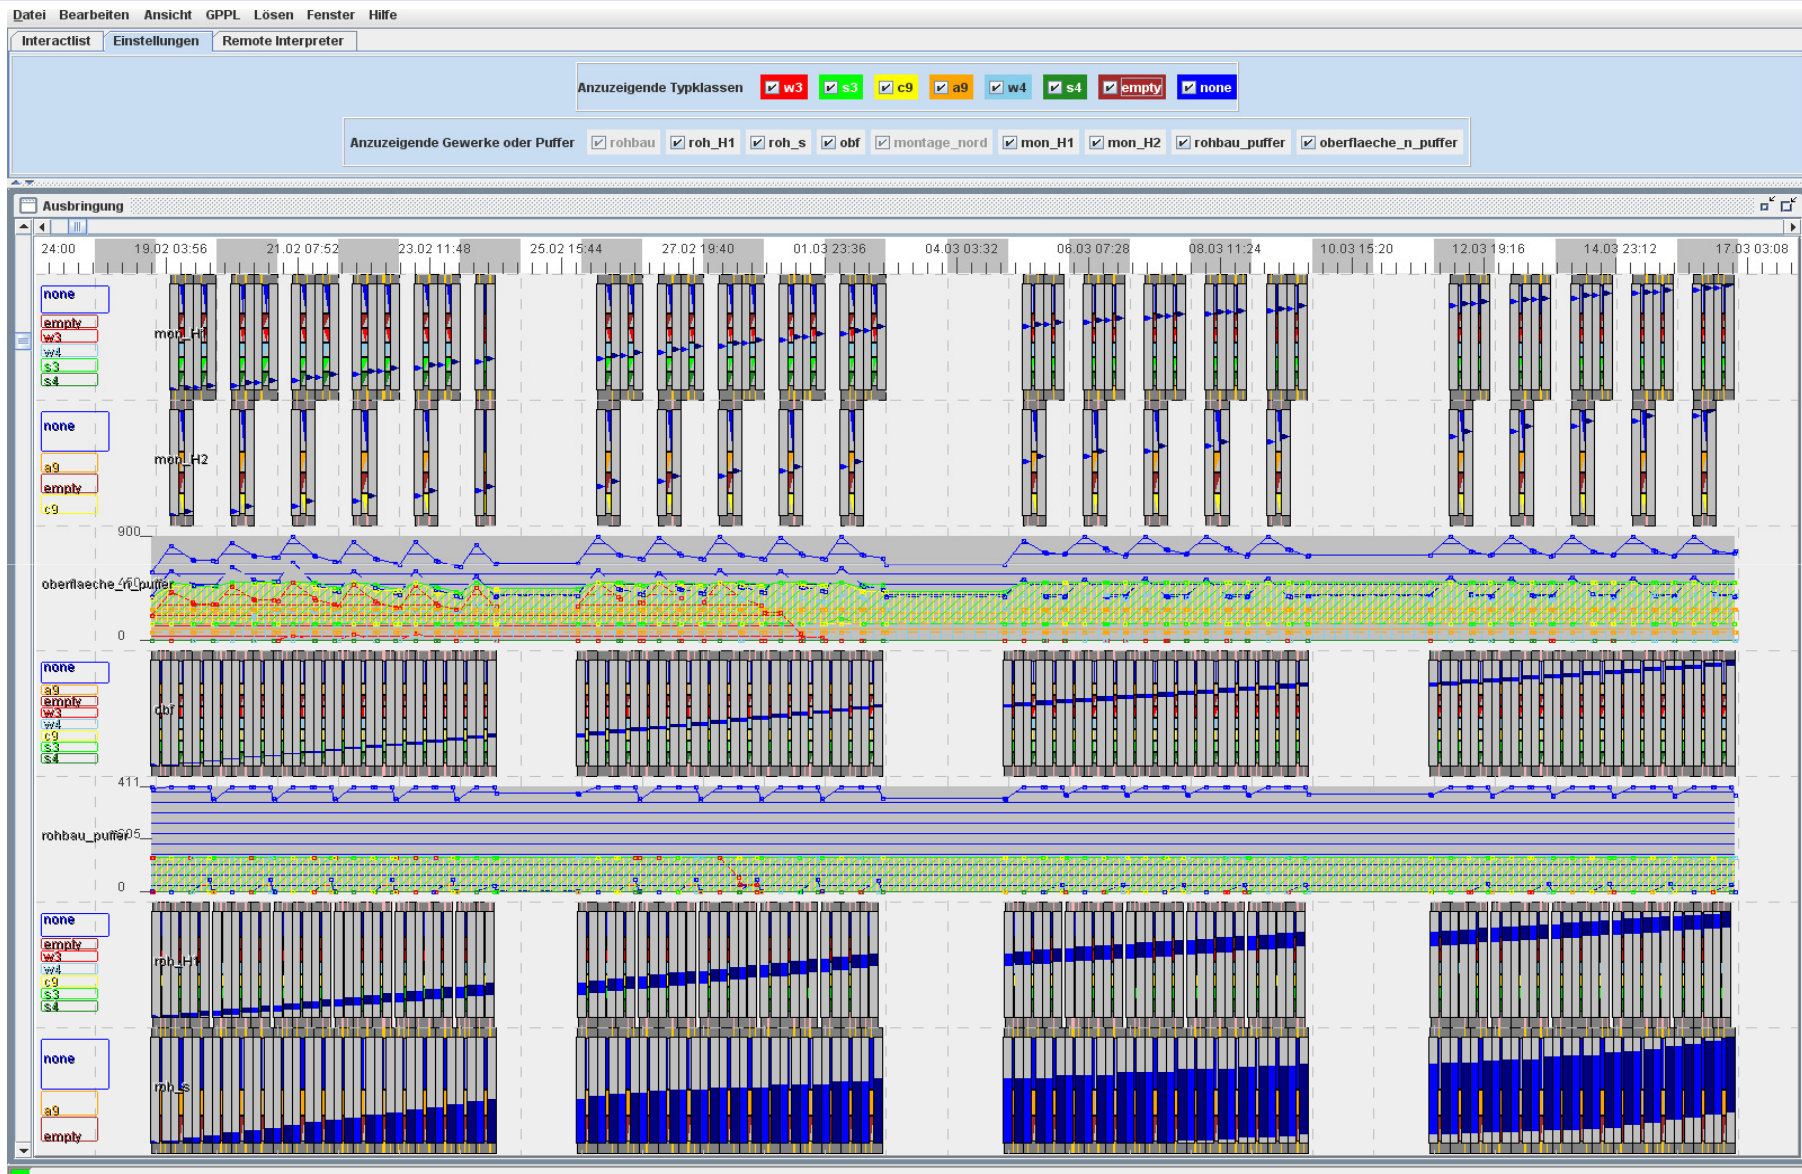 Datei Bearbeiten Ansicht GPPL Lösen Fenster Hilfe
Interactlist Einstellungen Remote Interpreter
Anzuzeigende Typklassen w3 s3 c9 a9 w4 s4 empty none
Anzuzeigende Gewerke oder Puffer rohbau roh_H1 roh_s obf montage_nord mon_H1 mon_H2 rohbau_puffer oberflaeche_n_puffer
Ausbringung
24:00 19.02 03:56 21.02 07:52 23.02 11:48 25.02 15:44 27.02 19:40 01.03 23:36 04.03 03:32 06.03 07:28 08.03 11:24 10.03 15:20 12.03 19:16 14.03 23:12 17.03 03:08
none
empty
w3
w4
s3
s4
mon_H1
none
a9
empty
c9
mon_H2
900
oberflaeche_n_puffer
450
0
none
a9
empty
w3
w4
c9
s3
s4
obf
411
rohbau_puffer
205
0
none
empty
w3
w4
c9
s3
s4
roh_H1
none
a9
empty
roh_s